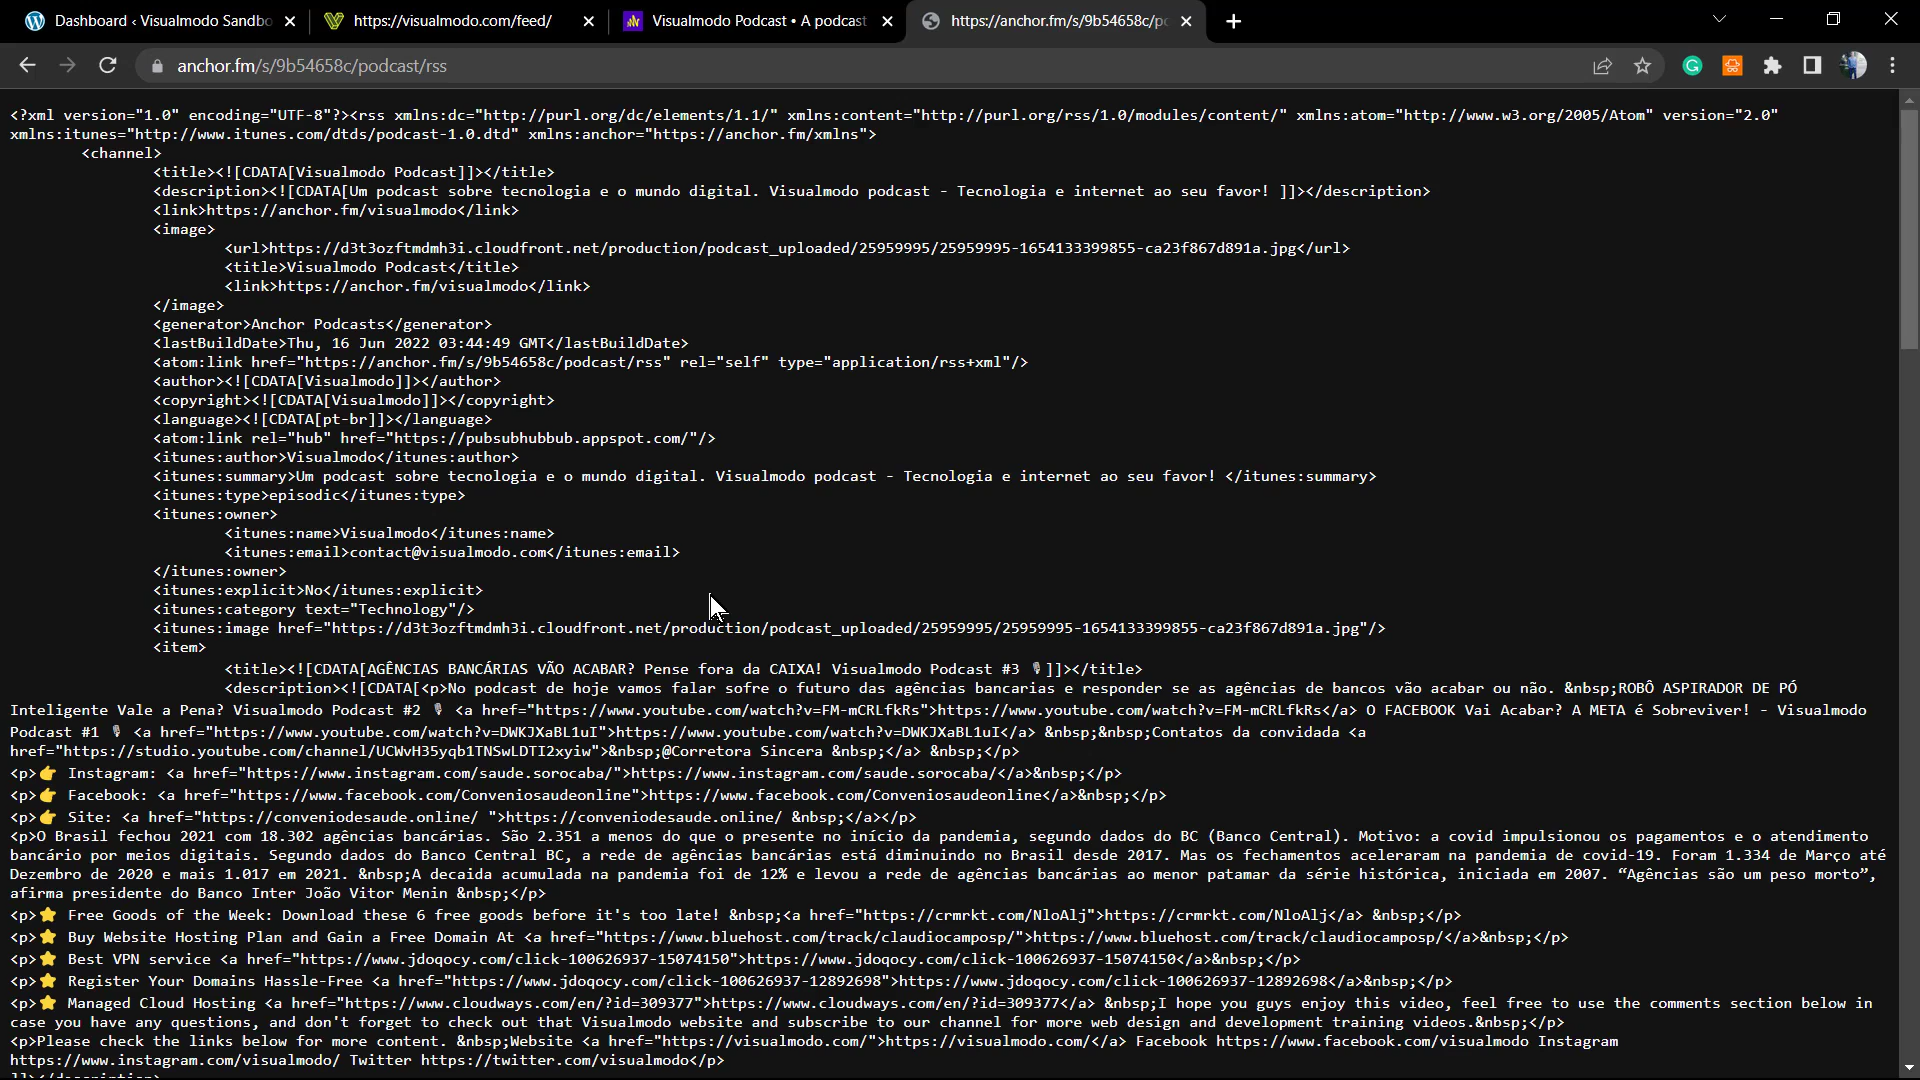 Dashboard ‹ Visualmodo Sandbo
https://visualmodo.com/feed/
Visualmodo Podcast • A podcast
https://anchor.fm/s/9b54658c/po
anchor.fm/s/9b54658c/podcast/rss
<?xml version="1.0" encoding="UTF-8"?><rss xmlns:dc="http://purl.org/dc/elements/1.1/" xmlns:content="http://purl.org/rss/1.0/modules/content/" xmlns:atom="http://www.w3.org/2005/Atom" version="2.0"
xmlns:itunes="http://www.itunes.com/dtds/podcast-1.0.dtd" xmlns:anchor="https://anchor.fm/xmlns">
<channel>
<title><![CDATA[Visualmodo Podcast]]></title>
<description><![CDATA[Um podcast sobre tecnologia e o mundo digital. Visualmodo podcast - Tecnologia e internet ao seu favor! ]]></description>
<link>https://anchor.fm/visualmodo</link>
<image>
<url>https://d3t3ozftmdmh3i.cloudfront.net/production/podcast_uploaded/25959995/25959995-1654133399855-ca23f867d891a.jpg</url>
<title>Visualmodo Podcast</title>
<link>https://anchor.fm/visualmodo</link>
</image>
<generator>Anchor Podcasts</generator>
<lastBuildDate>Thu, 16 Jun 2022 03:44:49 GMT</lastBuildDate>
<atom:link href="https://anchor.fm/s/9b54658c/podcast/rss" rel="self" type="application/rss+xml"/>
<author><![CDATA[Visualmodo]]></author>
<copyright><![CDATA[Visualmodo]]></copyright>
<language><![CDATA[pt-br]]></language>
<atom:link rel="hub" href="https://pubsubhubbub.appspot.com/"/>
<itunes:author>Visualmodo</itunes:author>
<itunes:summary>Um podcast sobre tecnologia e o mundo digital. Visualmodo podcast - Tecnologia e internet ao seu favor! </itunes:summary>
<itunes:type>episodic</itunes:type>
<itunes:owner>
<itunes:name>Visualmodo</itunes:name>
<itunes:email>contact@visualmodo.com</itunes:email>
</itunes:owner>
<itunes:explicit>No</itunes:explicit>
<itunes:category text="Technology"/>
<itunes:image href="https://d3t3ozftmdmh3i.cloudfront.net/production/podcast_uploaded/25959995/25959995-1654133399855-ca23f867d891a.jpg"/>
<item>
<title><![CDATA[AGÊNCIAS BANCÁRIAS VÃO ACABAR? Pense fora da CAIXA! Visualmodo Podcast #3 🎙]]></title>
<description><![CDATA[<p>No podcast de hoje vamos falar sofre o futuro das agências bancarias e responder se as agências de bancos vão acabar ou não. &nbsp;ROBÔ ASPIRADOR DE PÓ
Inteligente Vale a Pena? Visualmodo Podcast #2 🎙 <a href="https://www.youtube.com/watch?v=FM-mCRLfkRs">https://www.youtube.com/watch?v=FM-mCRLfkRs</a> O FACEBOOK Vai Acabar? A META é Sobreviver! - Visualmodo
Podcast #1 🎙 <a href="https://www.youtube.com/watch?v=DWKJXaBL1uI">https://www.youtube.com/watch?v=DWKJXaBL1uI</a> &nbsp;&nbsp;Contatos da convidada <a
href="https://studio.youtube.com/channel/UCWvH35yqb1TNSwLDTI2xyiw">&nbsp;@Corretora Sincera &nbsp;</a> &nbsp;</p>
<p>👉 Instagram: <a href="https://www.instagram.com/saude.sorocaba/">https://www.instagram.com/saude.sorocaba/</a>&nbsp;</p>
<p>👉 Facebook: <a href="https://www.facebook.com/Conveniosaudeonline">https://www.facebook.com/Conveniosaudeonline</a>&nbsp;</p>
<p>👉 Site: <a href="https://conveniodesaude.online/ ">https://conveniodesaude.online/ &nbsp;</a></p>
<p>O Brasil fechou 2021 com 18.302 agências bancárias. São 2.351 a menos do que o presente no início da pandemia, segundo dados do BC (Banco Central). Motivo: a covid impulsionou os pagamentos e o atendimento
bancário por meios digitais. Segundo dados do Banco Central BC, a rede de agências bancárias está diminuindo no Brasil desde 2017. Mas os fechamentos aceleraram na pandemia de covid-19. Foram 1.334 de Março até
Dezembro de 2020 e mais 1.017 em 2021. &nbsp;A decaida acumulada na pandemia foi de 12% e levou a rede de agências bancárias ao menor patamar da série histórica, iniciada em 2007. “Agências são um peso morto”,
afirma presidente do Banco Inter João Vitor Menin &nbsp;</p>
<p>⭐ Free Goods of the Week: Download these 6 free goods before it's too late! &nbsp;<a href="https://crmrkt.com/NloAlj">https://crmrkt.com/NloAlj</a> &nbsp;</p>
<p>⭐ Buy Website Hosting Plan and Gain a Free Domain At <a href="https://www.bluehost.com/track/claudiocamposp/">https://www.bluehost.com/track/claudiocamposp/</a>&nbsp;</p>
<p>⭐ Best VPN service <a href="https://www.jdoqocy.com/click-100626937-15074150">https://www.jdoqocy.com/click-100626937-15074150</a>&nbsp;</p>
<p>⭐ Register Your Domains Hassle-Free <a href="https://www.jdoqocy.com/click-100626937-12892698">https://www.jdoqocy.com/click-100626937-12892698</a>&nbsp;</p>
<p>⭐ Managed Cloud Hosting <a href="https://www.cloudways.com/en/?id=309377">https://www.cloudways.com/en/?id=309377</a> &nbsp;I hope you guys enjoy this video, feel free to use the comments section below in
case you have any questions, and don't forget to check out that Visualmodo website and subscribe to our channel for more web design and development training videos.&nbsp;</p>
<p>Please check the links below for more content. &nbsp;Website <a href="https://visualmodo.com/">https://visualmodo.com/</a> Facebook https://www.facebook.com/visualmodo Instagram
https://www.instagram.com/visualmodo/ Twitter https://twitter.com/visualmodo</p>